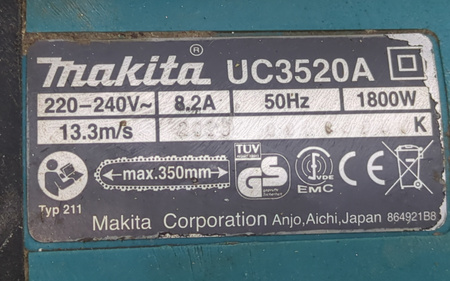 makita® UC3520A
220-240V~ 8.2A 50Hz 1800W
13.3m/s K
max.350mm
TÜV
GS
VDE
EMC
CE
Typ 211
Makita Corporation Anjo,Aichi,Japan 864921B8